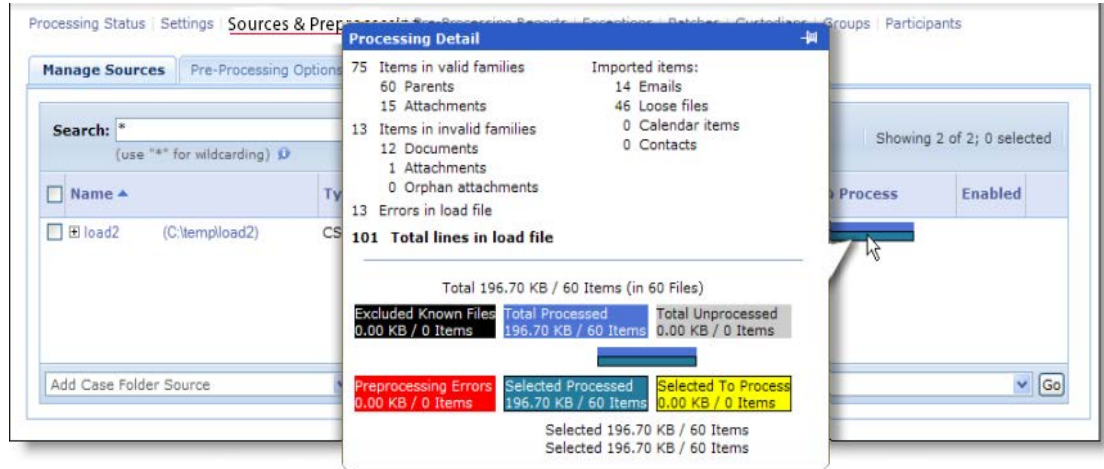 Processing Status | Settings | Sources & Pre Pre-Processing Reports | Exceptions | Batches | Custodians | Groups | Participants
Processing Detail
Manage Sources
Pre-Processing Options
75 Items in valid families
60 Parents
15 Attachments
13 Items in invalid families
12 Documents
1 Attachments
0 Orphan attachments
13 Errors in load file
101 Total lines in load file
Imported items:
14 Emails
46 Loose files
0 Calendar items
0 Contacts
Search: *
(use "*" for wildcarding)
Showing 2 of 2; 0 selected
Name
Ty
Process
Enabled
load2 (C:\temp\load2) CS
Total 196.70 KB / 60 Items (in 60 Files)
Excluded Known Files
0.00 KB / 0 Items
Total Processed
196.70 KB / 60 Items
Total Unprocessed
0.00 KB / 0 Items
Preprocessing Errors
0.00 KB / 0 Items
Selected Processed
196.70 KB / 60 Items
Selected To Process
0.00 KB / 0 Items
Selected 196.70 KB / 60 Items
Selected 196.70 KB / 60 Items
Add Case Folder Source
Go